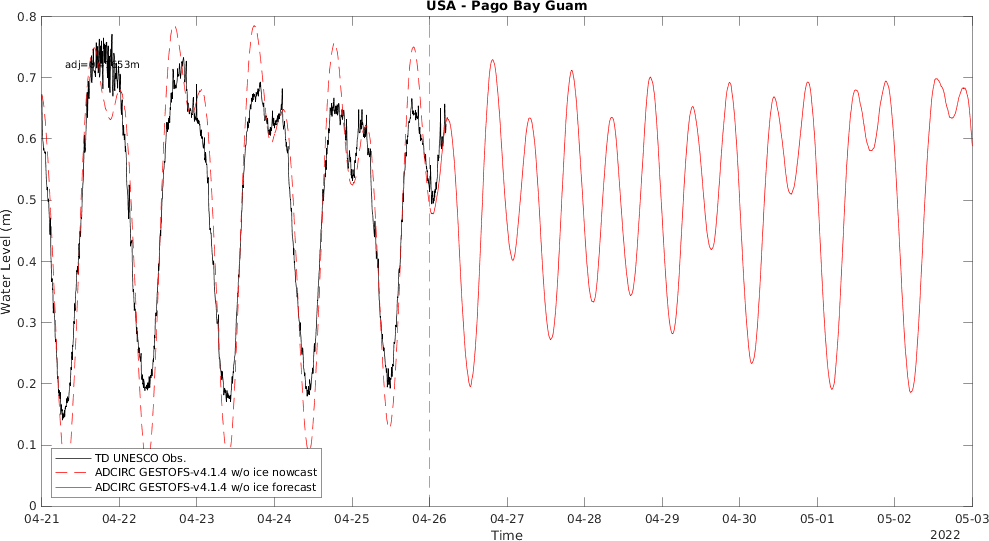 USA - Pago Bay Guam
0.8
0.7
0.6
0.5
0.4
0.3
0.2
0.1
0
Water Level (m)
TD UNESCO Obs.
ADCIRC GESTOFS-v4.1.4 w/o ice nowcast
ADCIRC GESTOFS-v4.1.4 w/o ice forecast
04-21 04-22 04-23 04-24 04-25 04-26 04-27 04-28 04-29 04-30 05-01 05-02 05-03
Time
2022